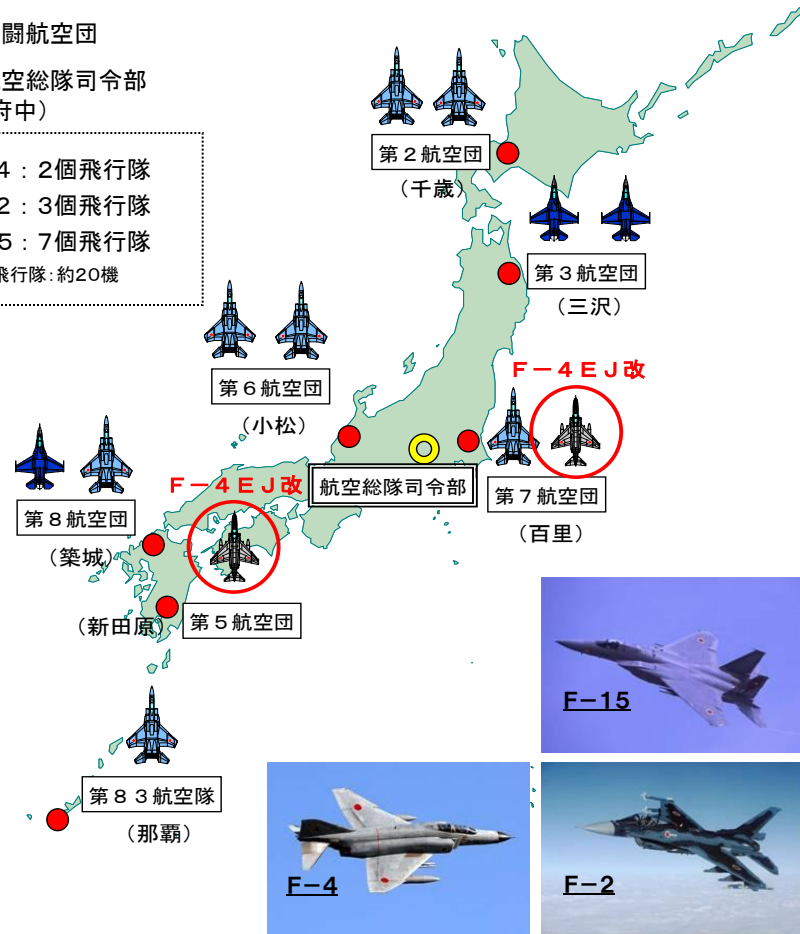 闘航空団
空総隊司令部
府中）
4：2個飛行隊
2：3個飛行隊
5：7個飛行隊
飛行隊：約20機
第２航空団
（千歳）
第３航空団
（三沢）
第６航空団
（小松）
Ｆ－４ＥＪ改
航空総隊司令部
第７航空団
（百里）
Ｆ－４ＥＪ改
第８航空団
（築城）
（新田原）
第５航空団
第８３航空隊
（那覇）
F－15
F－4
F－2